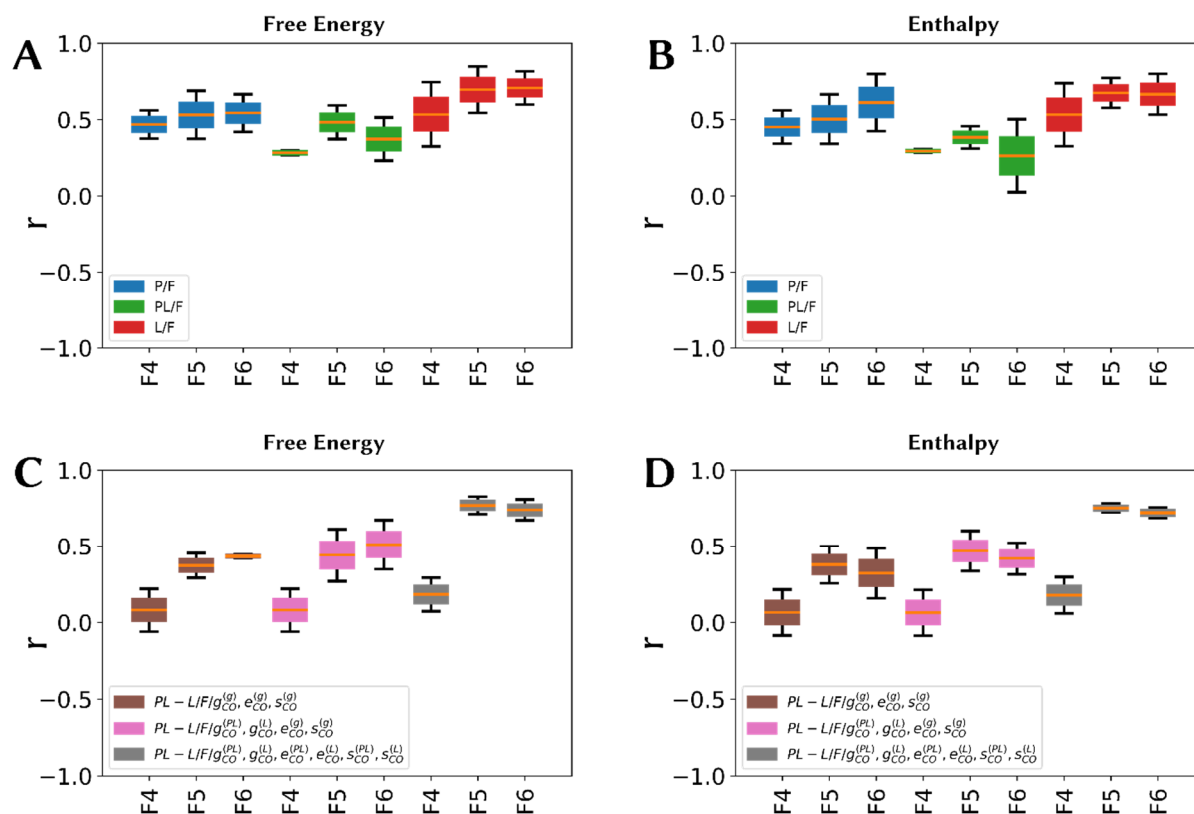 A
Free Energy
r
1.0
0.5
0.0
−0.5
−1.0
P/F
PL/F
L/F
F4 F5 F6 F4 F5 F6 F4 F5 F6
B
Enthalpy
r
1.0
0.5
0.0
−0.5
−1.0
P/F
PL/F
L/F
F4 F5 F6 F4 F5 F6 F4 F5 F6
C
Free Energy
r
1.0
0.5
0.0
−0.5
−1.0
PL − L/F/g_CO^(g), e_CO^(g), s_CO^(g)
PL − L/F/g_CO^(PL), g_CO^(L), e_CO^(g), s_CO^(g)
PL − L/F/g_CO^(PL), g_CO^(L), e_CO^(PL), e_CO^(L), s_CO^(PL), s_CO^(L)
F4 F5 F6 F4 F5 F6 F4 F5 F6
D
Enthalpy
r
1.0
0.5
0.0
−0.5
−1.0
PL − L/F/g_CO^(g), e_CO^(g), s_CO^(g)
PL − L/F/g_CO^(PL), g_CO^(L), e_CO^(g), s_CO^(g)
PL − L/F/g_CO^(PL), g_CO^(L), e_CO^(PL), e_CO^(L), s_CO^(PL), s_CO^(L)
F4 F5 F6 F4 F5 F6 F4 F5 F6